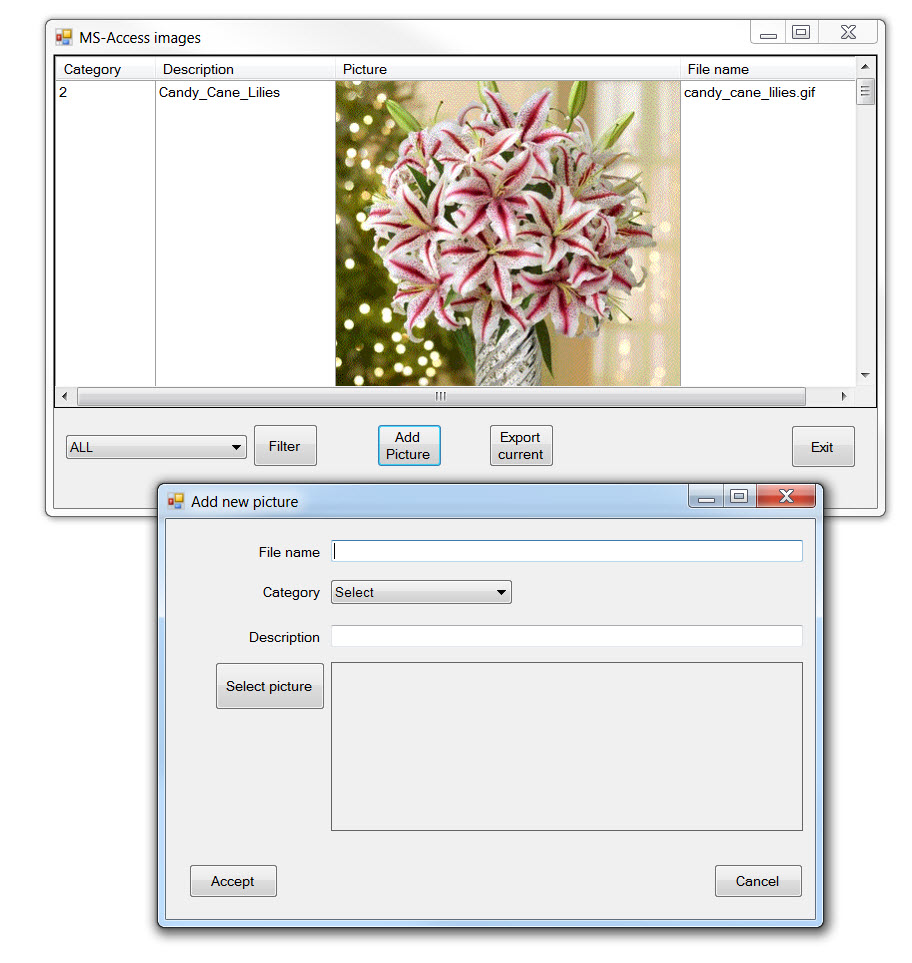 MS-Access images
Category Description Picture File name
2 Candy_Cane_Lilies candy_cane_lilies.gif
ALL Filter Add Picture Export current Exit
Add new picture
File name
Category Select
Description
Select picture
Accept Cancel